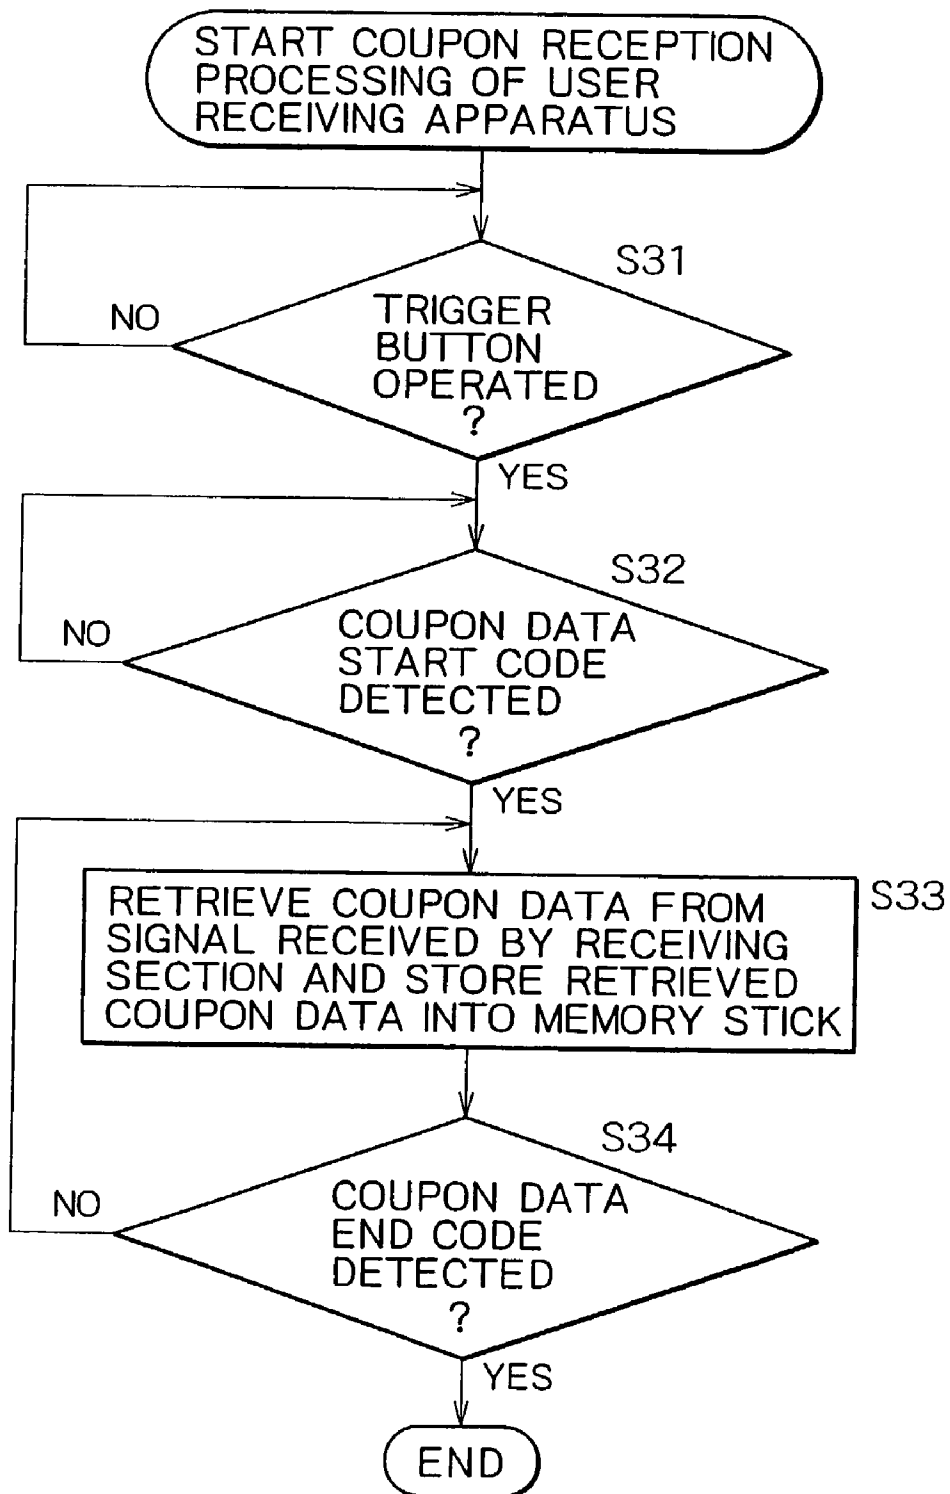 START COUPON RECEPTION
PROCESSING OF USER
RECEIVING APPARATUS
S31
NO
TRIGGER
BUTTON
OPERATED
?
YES
S32
NO
COUPON DATA
START CODE
DETECTED
?
YES
S33
RETRIEVE COUPON DATA FROM
SIGNAL RECEIVED BY RECEIVING
SECTION AND STORE RETRIEVED
COUPON DATA INTO MEMORY STICK
S34
NO
COUPON DATA
END CODE
DETECTED
?
YES
END